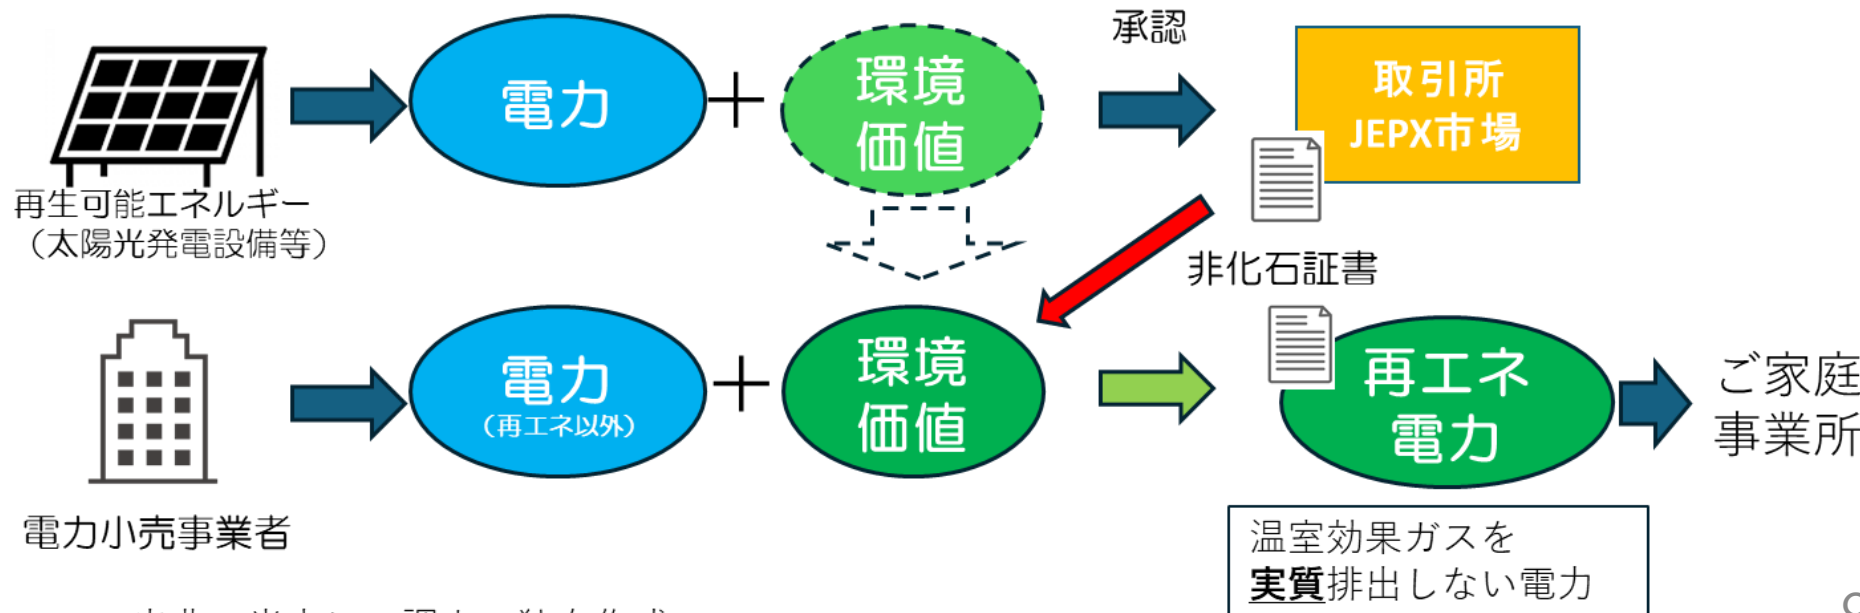 承認
電力
+
環境
価値
取引所
JEPX市場
再生可能エネルギー
（太陽光発電設備等）
非化石証書
電力
（再エネ以外）
+
環境
価値
再エネ
電力
ご家庭
事業所
電力小売事業者
温室効果ガスを
実質排出しない電力